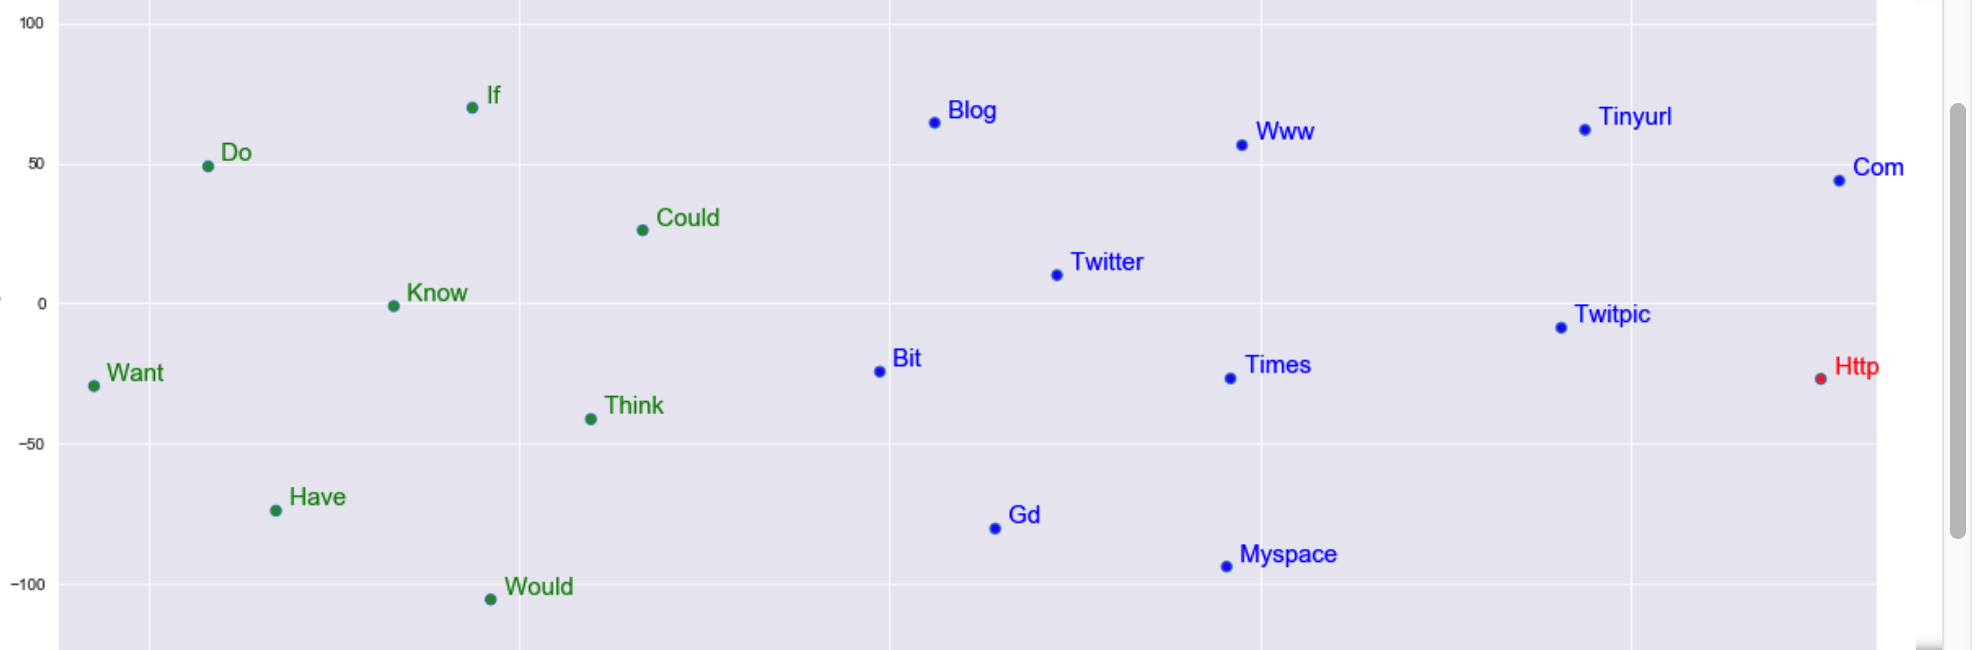 100
If
Blog
Tinyurl
Www
Do
50
Com
Could
Twitter
Know
0
Twitpic
Bit
Times
Http
Want
Think
−50
Have
Gd
Myspace
−100
Would